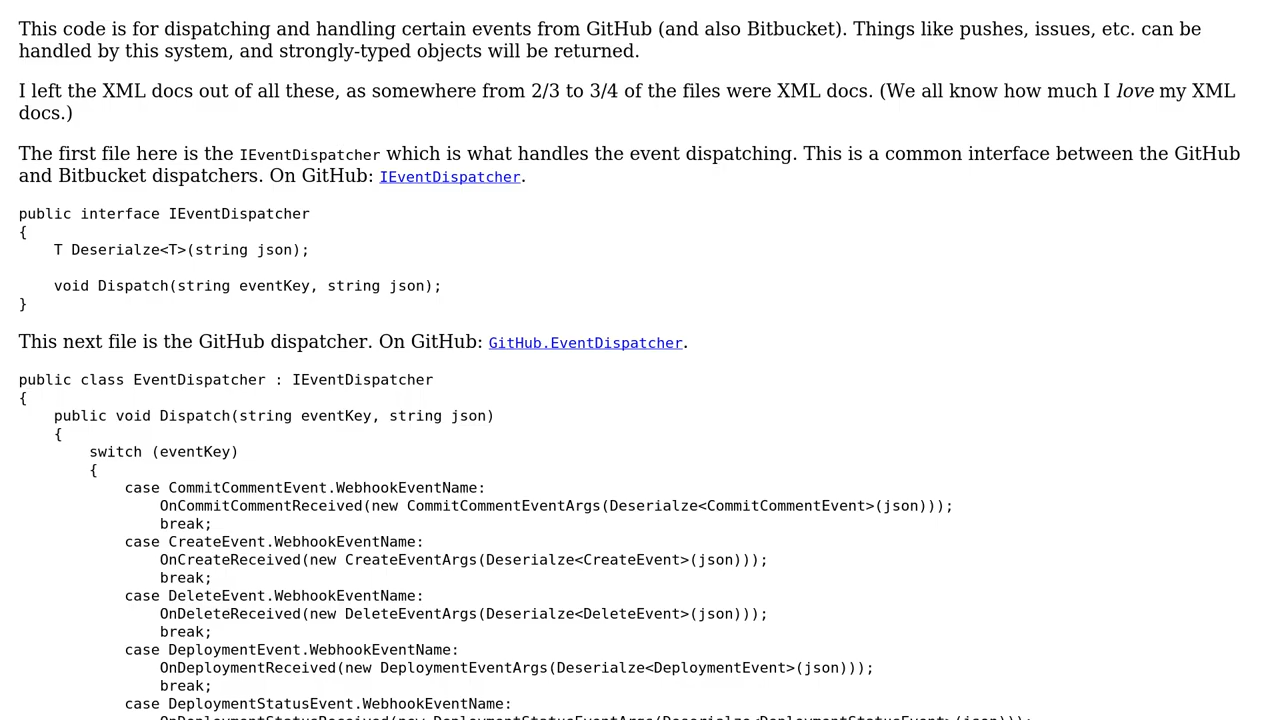 This code is for dispatching and handling certain events from GitHub (and also Bitbucket). Things like pushes, issues, etc. can be
handled by this system, and strongly-typed objects will be returned.
I left the XML docs out of all these, as somewhere from 2/3 to 3/4 of the files were XML docs. (We all know how much I love my XML
docs.)
The first file here is the IEventDispatcher which is what handles the event dispatching. This is a common interface between the GitHub
and Bitbucket dispatchers. On GitHub: IEventDispatcher.
public interface IEventDispatcher
{
    T Deserialze<T>(string json);
    void Dispatch(string eventKey, string json);
}
This next file is the GitHub dispatcher. On GitHub: GitHub.EventDispatcher.
public class EventDispatcher : IEventDispatcher
{
    public void Dispatch(string eventKey, string json)
    {
        switch (eventKey)
        {
            case CommitCommentEvent.WebhookEventName:
                OnCommitCommentReceived(new CommitCommentEventArgs(Deserialze<CommitCommentEvent>(json)));
                break;
            case CreateEvent.WebhookEventName:
                OnCreateReceived(new CreateEventArgs(Deserialze<CreateEvent>(json)));
                break;
            case DeleteEvent.WebhookEventName:
                OnDeleteReceived(new DeleteEventArgs(Deserialze<DeleteEvent>(json)));
                break;
            case DeploymentEvent.WebhookEventName:
                OnDeploymentReceived(new DeploymentEventArgs(Deserialze<DeploymentEvent>(json)));
                break;
            case DeploymentStatusEvent.WebhookEventName:
                OnDeploymentStatusReceived(new DeploymentStatusEventArgs(Deserialze<DeploymentStatusEvent>(json)));